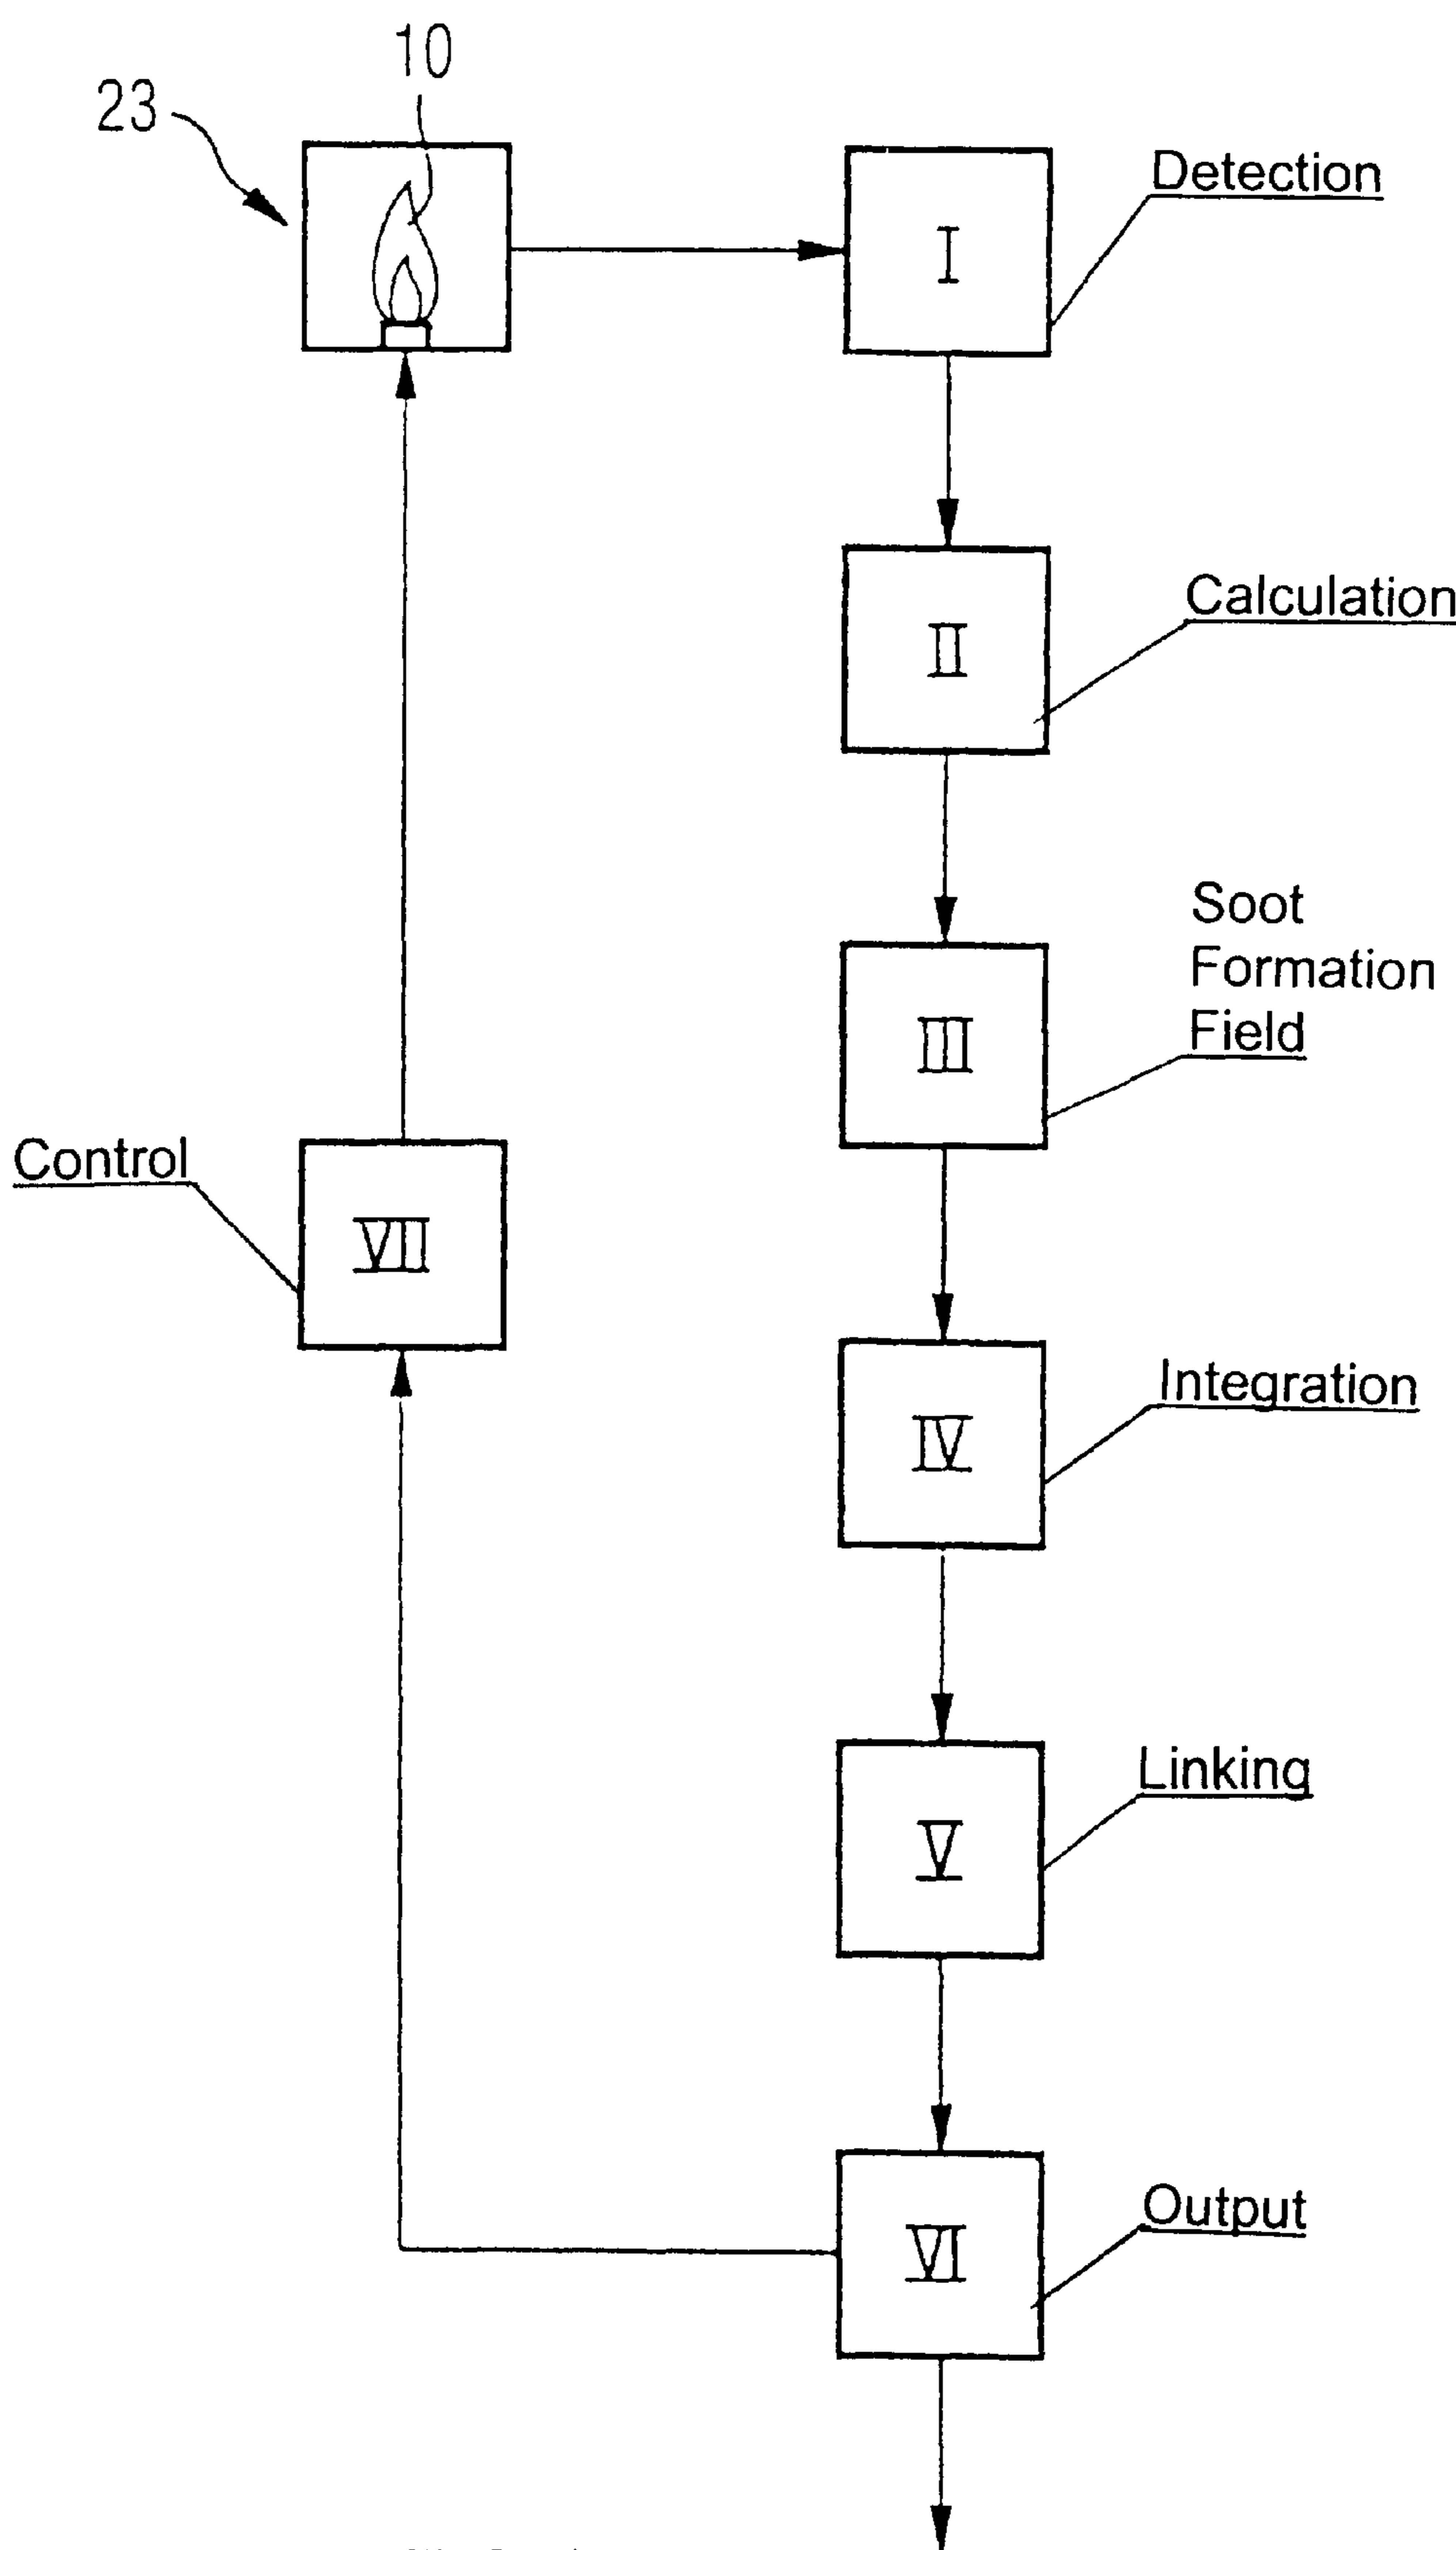 10
23
I
Detection
II
Calculation
Soot
Formation
Field
III
Control
VII
IV
Integration
V
Linking
VI
Output